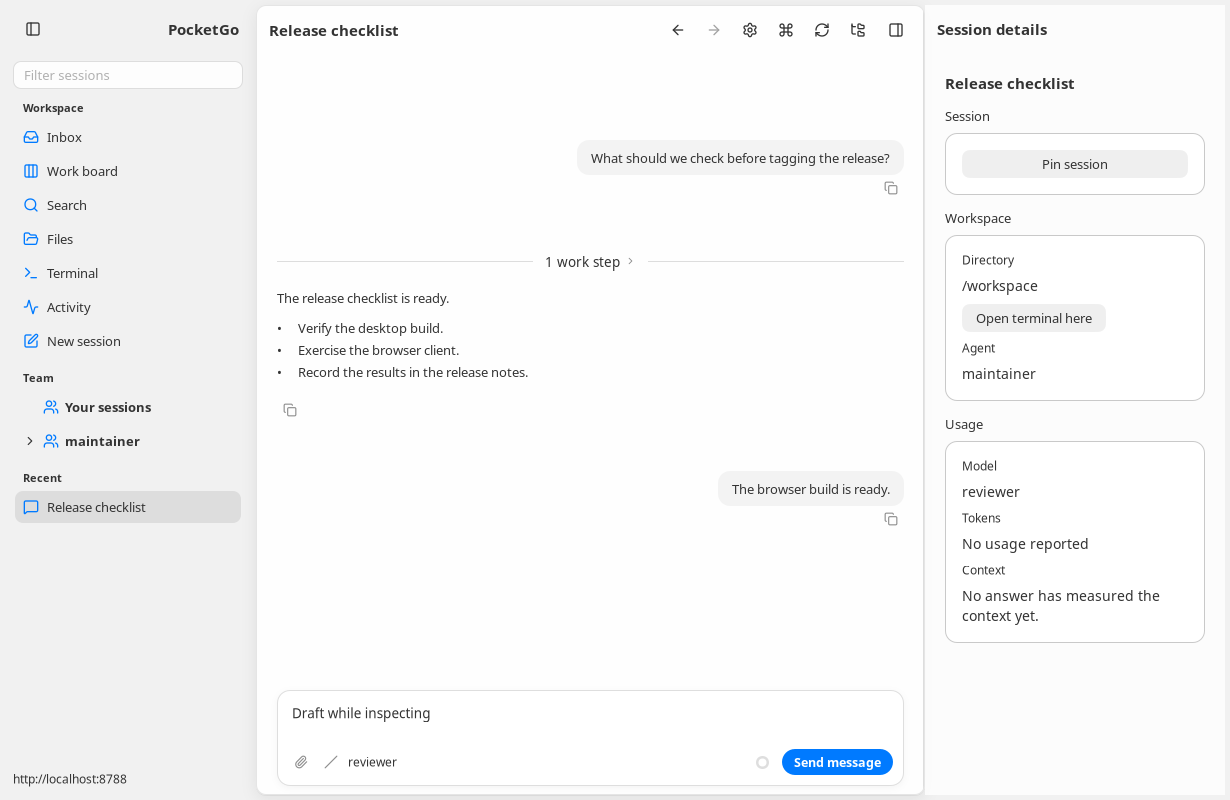 PocketGo
Filter sessions
Workspace
Inbox
Work board
Search
Files
Terminal
Activity
New session
Team
Your sessions
maintainer
Recent
Release checklist
http://localhost:8788
Release checklist
What should we check before tagging the release?
1 work step
The release checklist is ready.
• Verify the desktop build.
• Exercise the browser client.
• Record the results in the release notes.
The browser build is ready.
Draft while inspecting
reviewer
Send message
Session details
Release checklist
Session
Pin session
Workspace
Directory
/workspace
Open terminal here
Agent
maintainer
Usage
Model
reviewer
Tokens
No usage reported
Context
No answer has measured the
context yet.